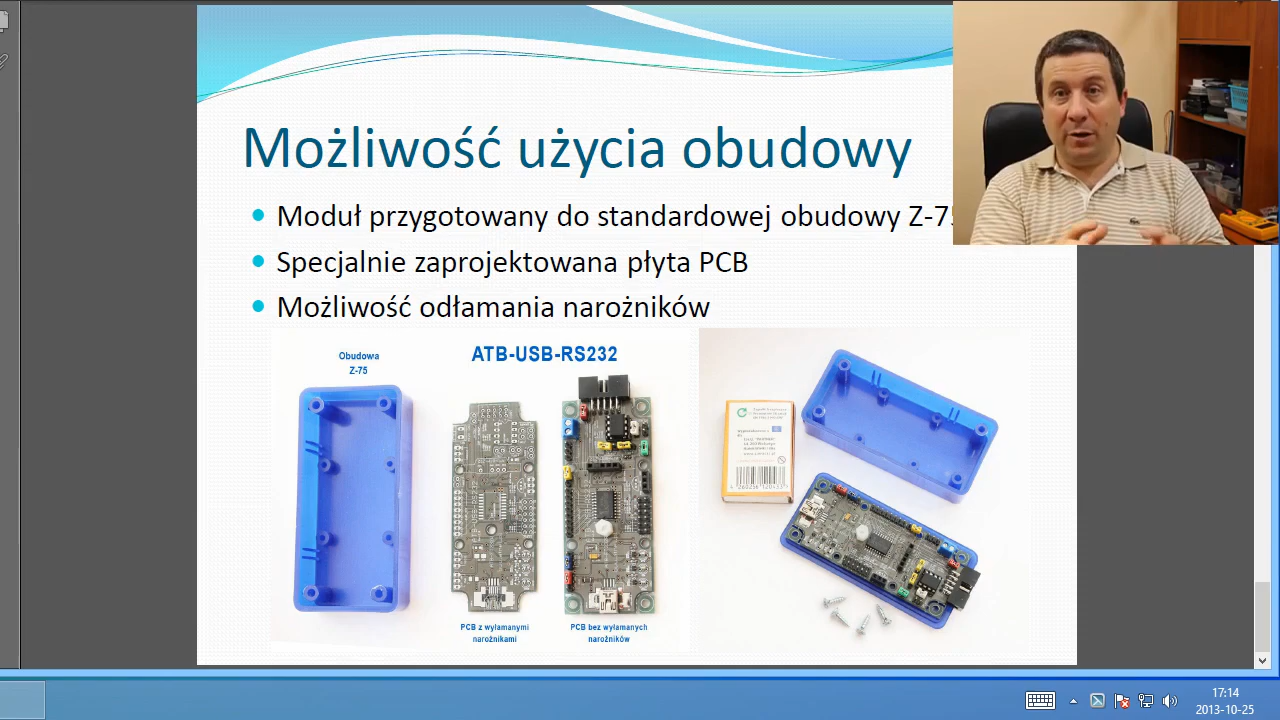 Możliwość użycia obudowy
Moduł przygotowany do standardowej obudowy Z-7
Specjalnie zaprojektowana płyta PCB
Możliwość odłamania narożników
Obudowa
Z-75
ATB-USB-RS232
PCB z wyłamanymi
narożnikami
PCB bez wyłamanych
narożników
17:14
2013-10-25